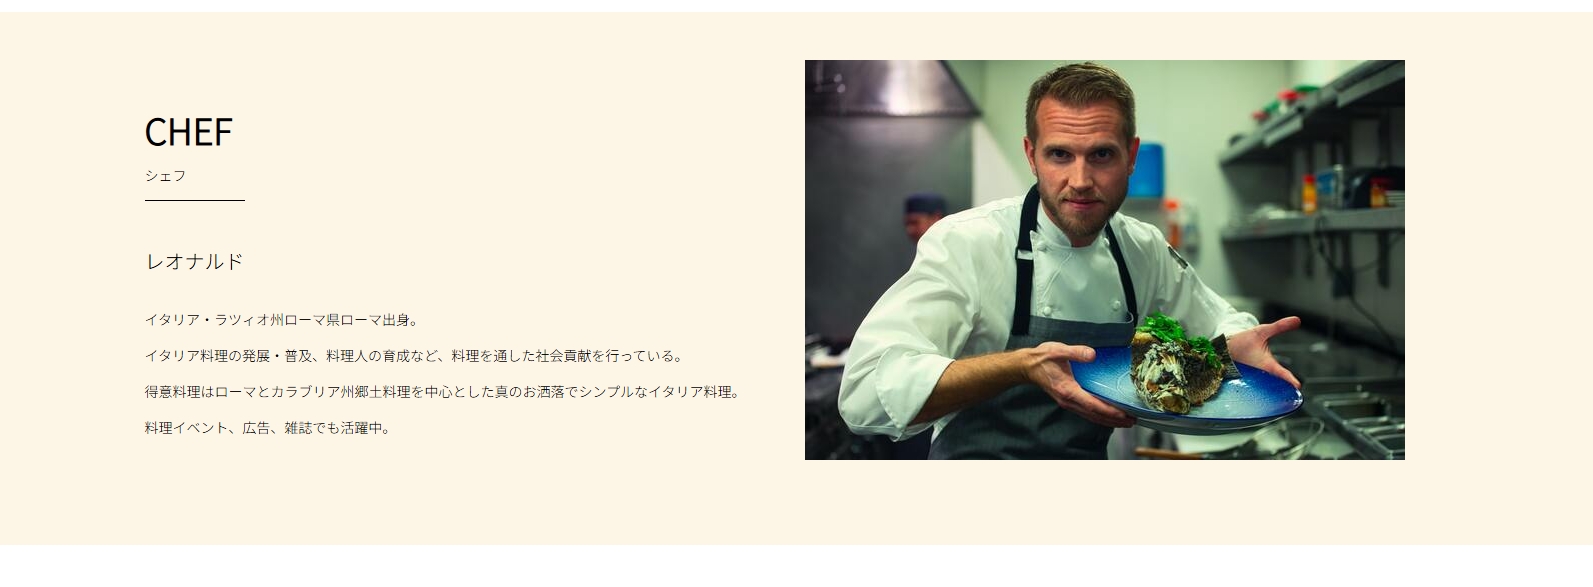 CHEF
シェフ
レオナルド
イタリア・ラツィオ州ローマ県ローマ出身。
イタリア料理の発展・普及、料理人の育成など、料理を通した社会貢献を行っている。
得意料理はローマとカラブリア州郷土料理を中心とした真のお洒落でシンプルなイタリア料理。
料理イベント、広告、雑誌でも活躍中。